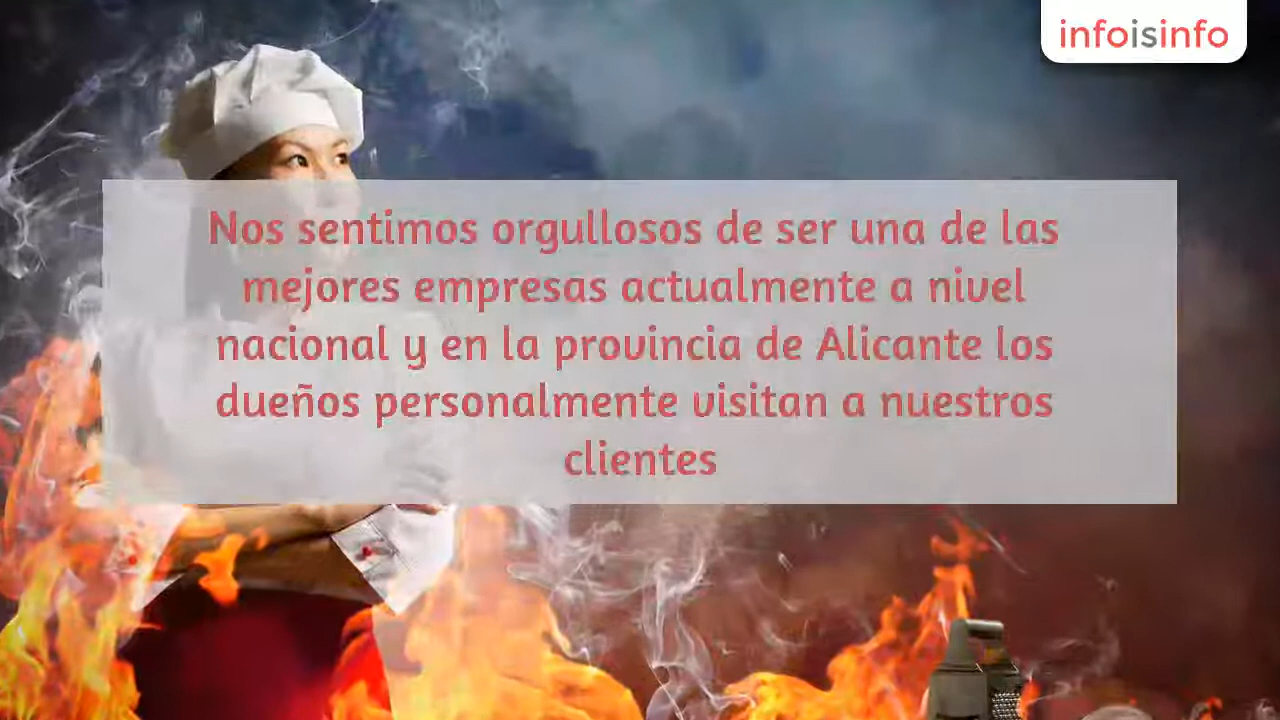 infoisinfo
Nos sentimos orgullosos de ser una de las
mejores empresas actualmente a nivel
nacional y en la provincia de Alicante los
dueños personalmente visitan a nuestros
clientes